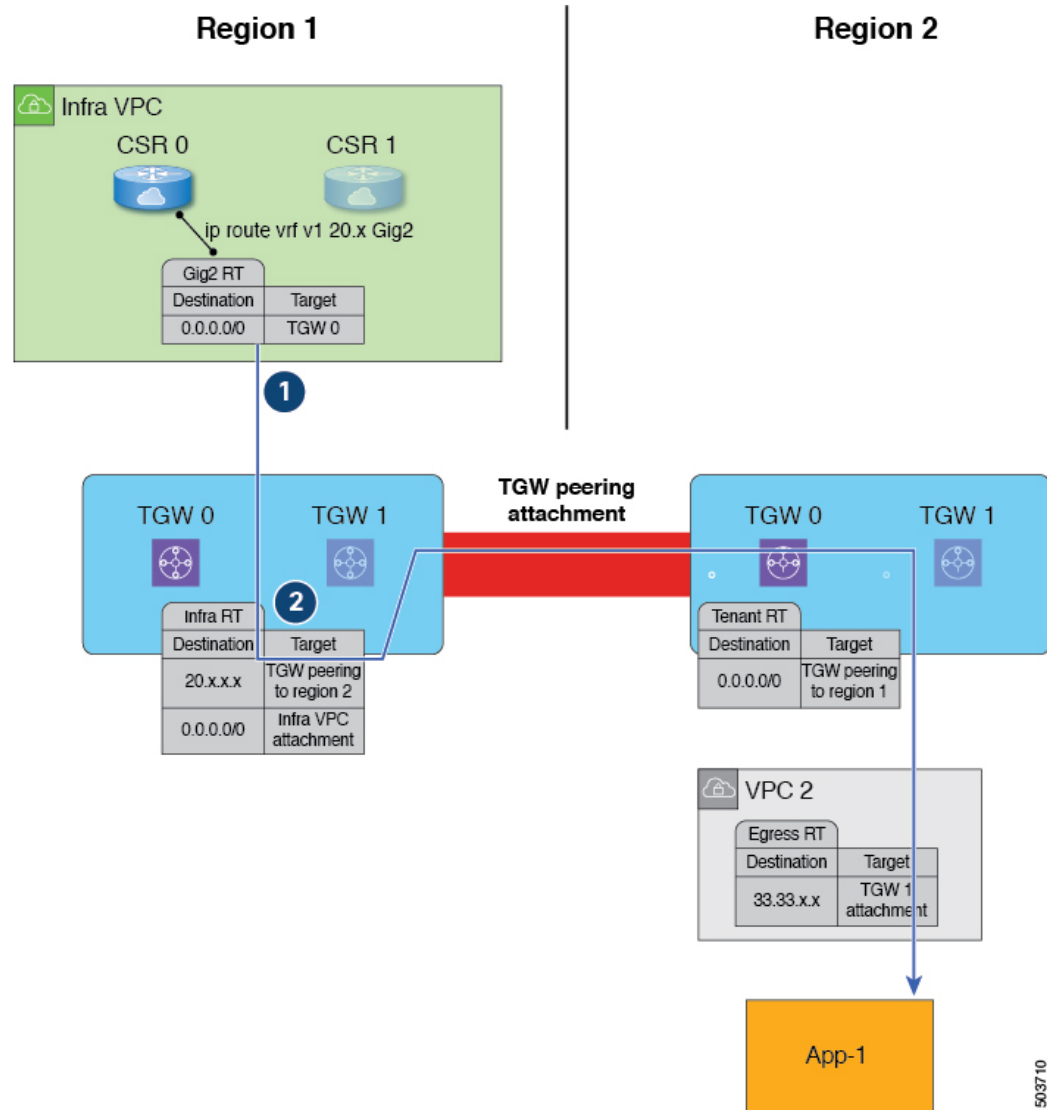 Region 1
Region 2
Infra VPC
CSR 0
CSR 1
ip route vrf v1 20.x Gig2
Gig2 RT
Destination Target
0.0.0.0/0 TGW 0
1
TGW peering
attachment
TGW 0
TGW 1
TGW 0
TGW 1
2
Infra RT
Destination Target
20.x.x.x TGW peering
to region 2
0.0.0.0/0 Infra VPC
attachment
Tenant RT
Destination Target
0.0.0.0/0 TGW peering
to region 1
VPC 2
Egress RT
Destination Target
33.33.x.x TGW 1
attachment
App-1
503710